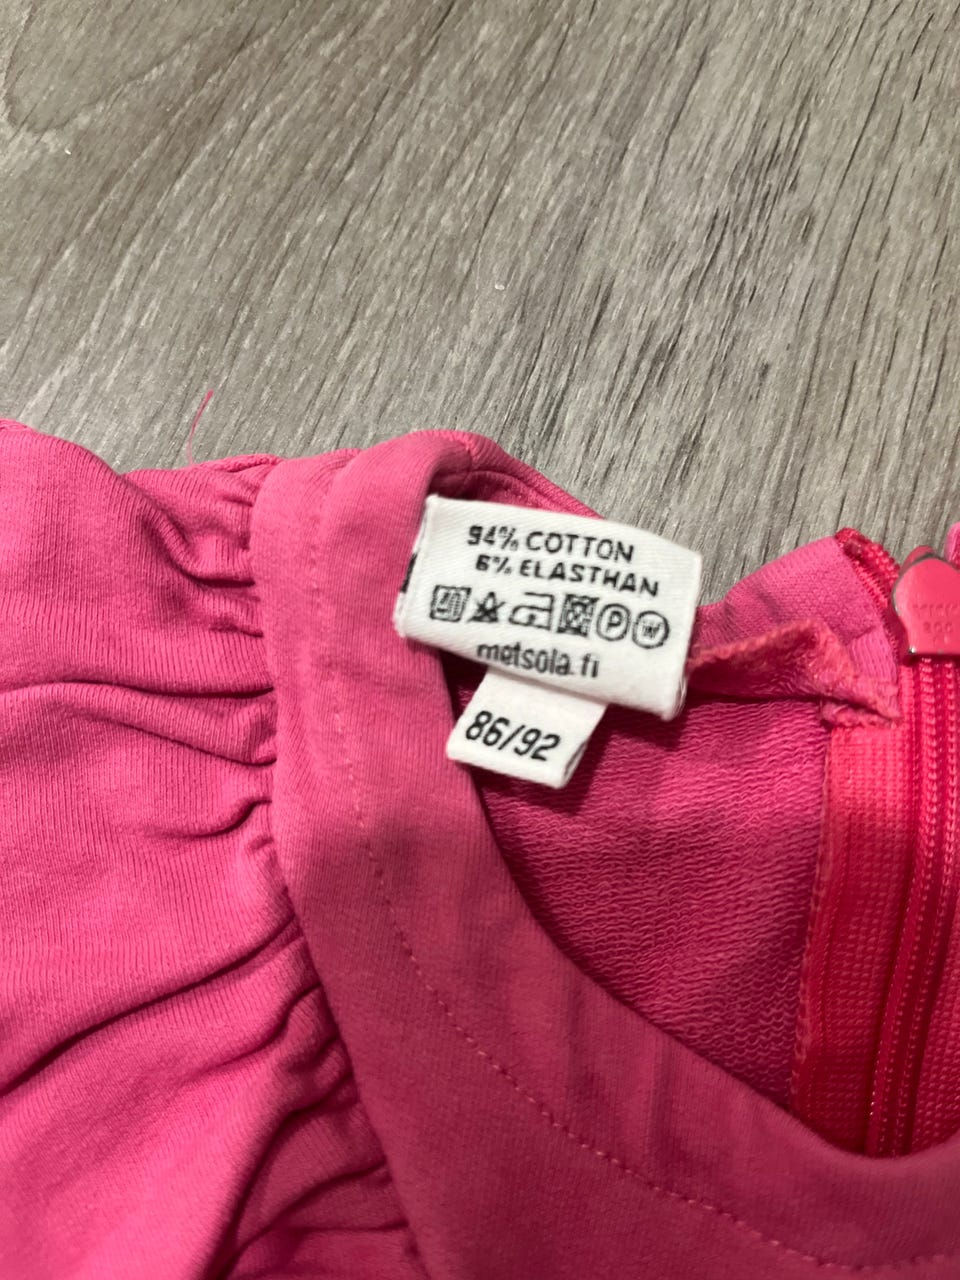 94% COTTON
6% ELASTHAN
P W
metsola.fi
86/92